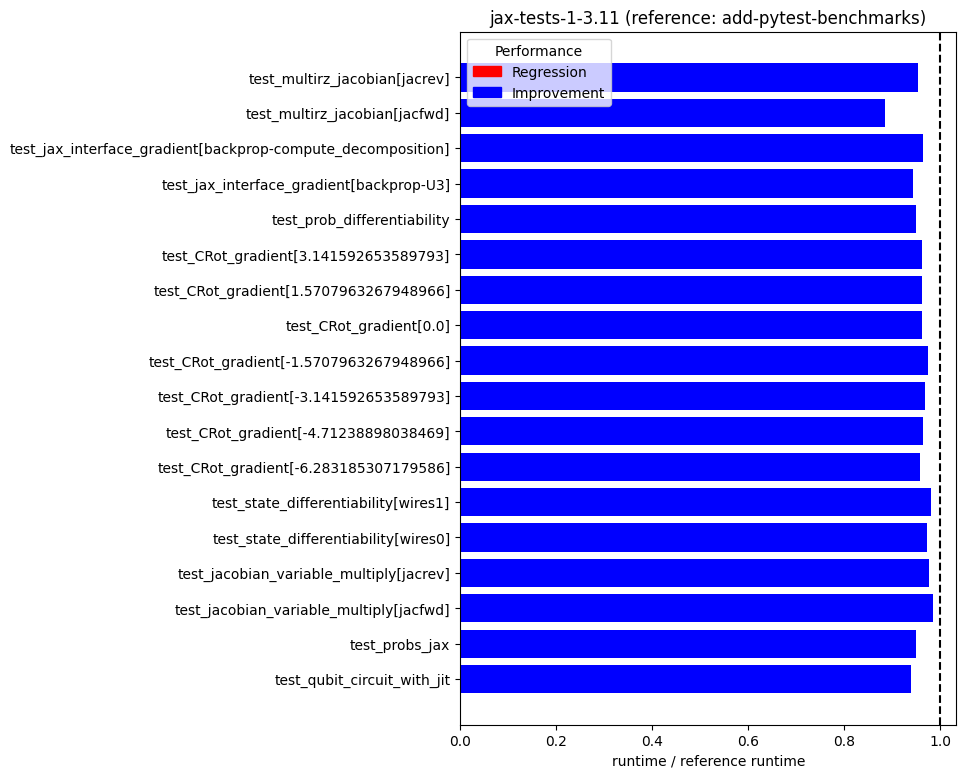 jax-tests-1-3.11 (reference: add-pytest-benchmarks)
Performance
Regression
Improvement
test_multirz_jacobian[jacrev]
test_multirz_jacobian[jacfwd]
test_jax_interface_gradient[backprop-compute_decomposition]
test_jax_interface_gradient[backprop-U3]
test_prob_differentiability
test_CRot_gradient[3.141592653589793]
test_CRot_gradient[1.5707963267948966]
test_CRot_gradient[0.0]
test_CRot_gradient[-1.5707963267948966]
test_CRot_gradient[-3.141592653589793]
test_CRot_gradient[-4.71238898038469]
test_CRot_gradient[-6.283185307179586]
test_state_differentiability[wires1]
test_state_differentiability[wires0]
test_jacobian_variable_multiply[jacrev]
test_jacobian_variable_multiply[jacfwd]
test_probs_jax
test_qubit_circuit_with_jit
0.0 0.2 0.4 0.6 0.8 1.0
runtime / reference runtime